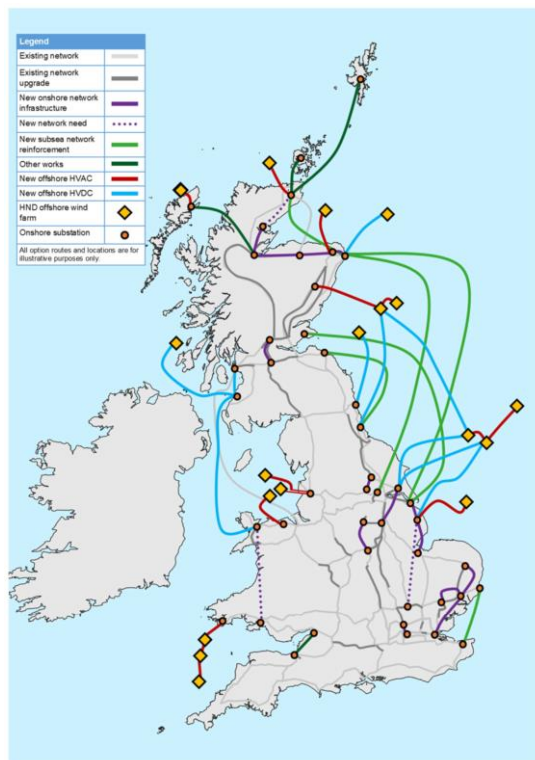 Legend
Existing network
Existing network
upgrade
New onshore network
infrastructure
New network need
New subsea network
reinforcement
Other works
New offshore HVAC
New offshore HVDC
HND offshore wind
farm
Onshore substation
All option routes and locations are for
illustrative purposes only.